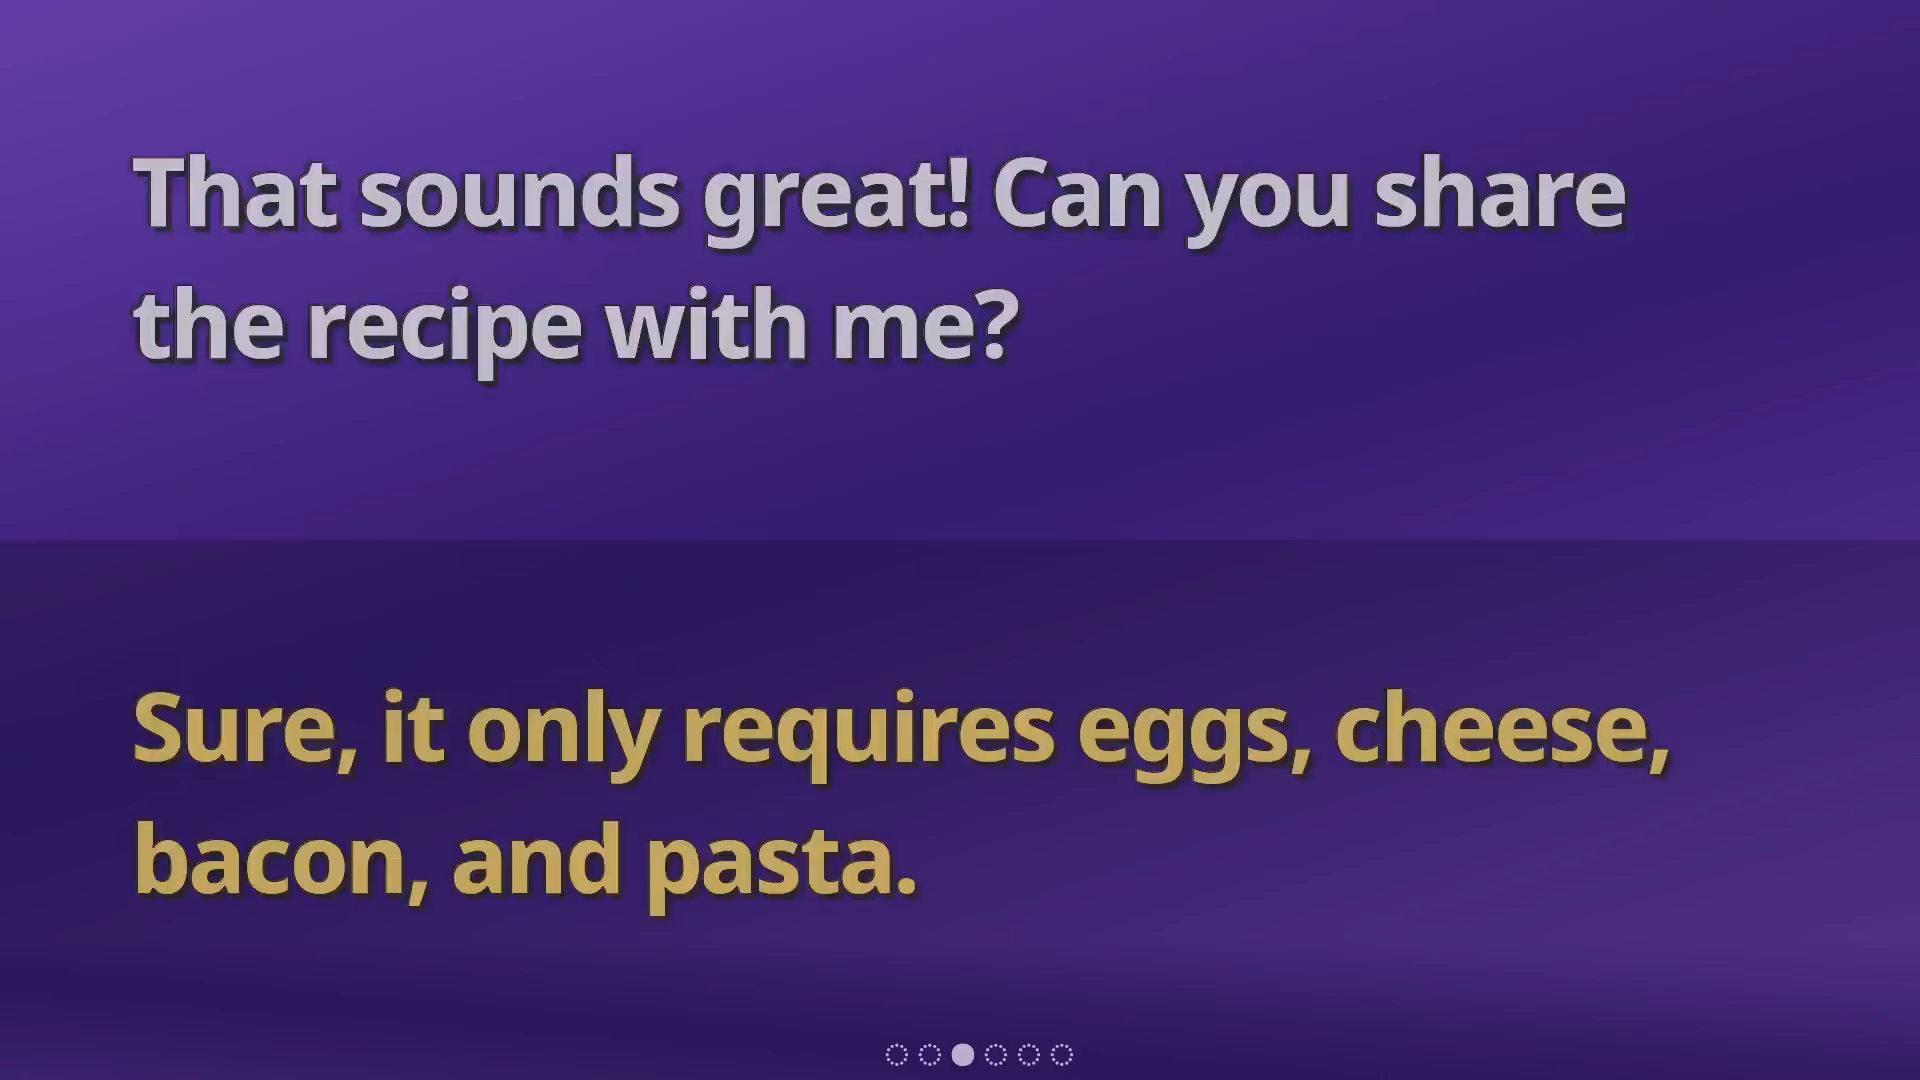 That sounds great! Can you share
the recipe with me?
Sure, it only requires eggs, cheese,
bacon, and pasta.